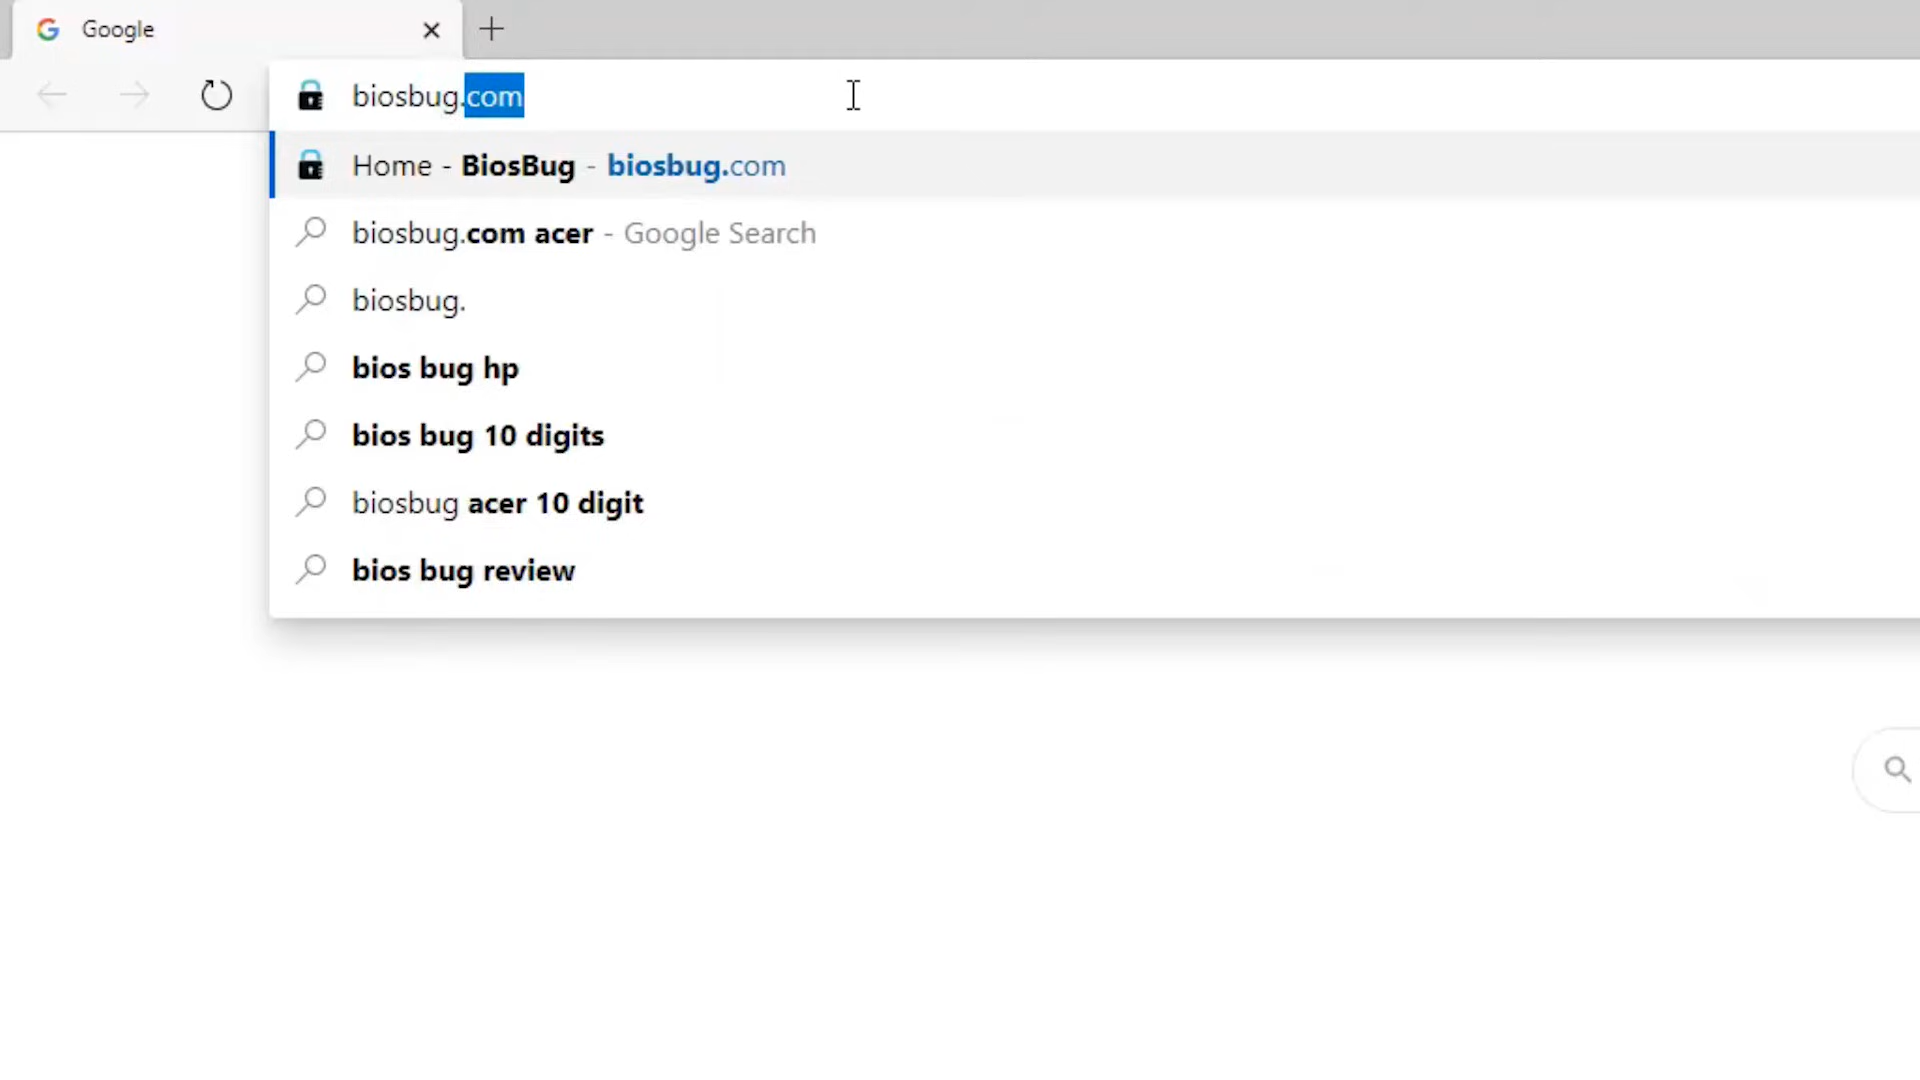 Google
biosbug.com
Home - BiosBug - biosbug.com
biosbug.com acer - Google Search
biosbug.
bios bug hp
bios bug 10 digits
biosbug acer 10 digit
bios bug review